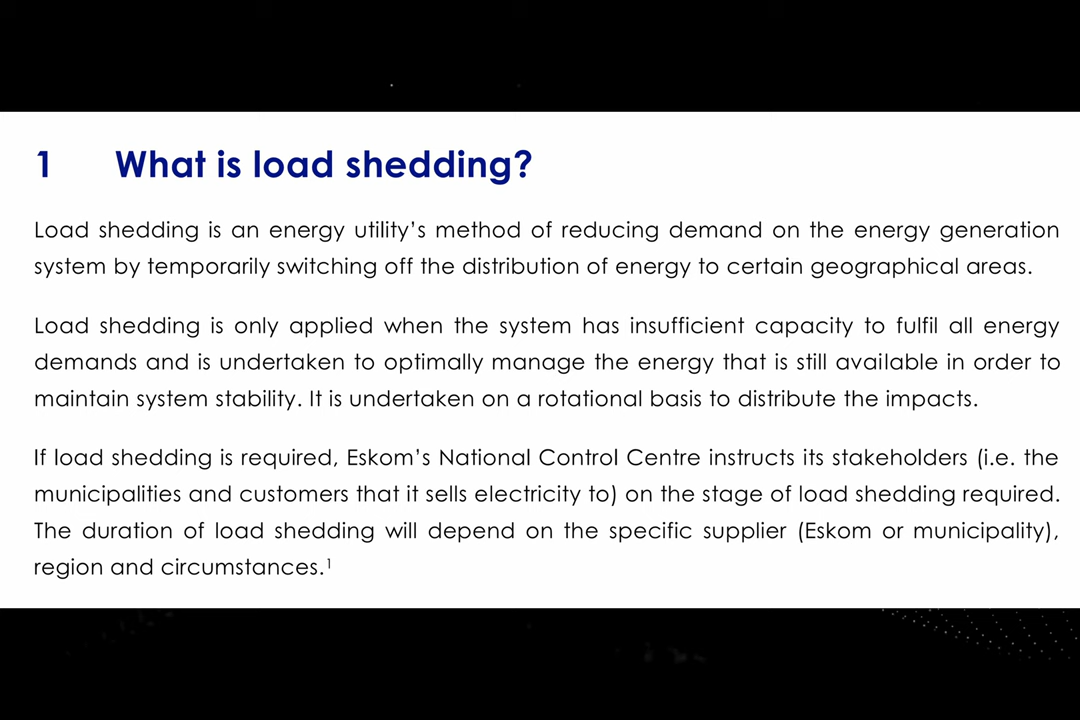 1 What is load shedding?
Load shedding is an energy utility’s method of reducing demand on the energy generation
system by temporarily switching off the distribution of energy to certain geographical areas.
Load shedding is only applied when the system has insufficient capacity to fulfil all energy
demands and is undertaken to optimally manage the energy that is still available in order to
maintain system stability. It is undertaken on a rotational basis to distribute the impacts.
If load shedding is required, Eskom’s National Control Centre instructs its stakeholders (i.e. the
municipalities and customers that it sells electricity to) on the stage of load shedding required.
The duration of load shedding will depend on the specific supplier (Eskom or municipality),
region and circumstances.¹